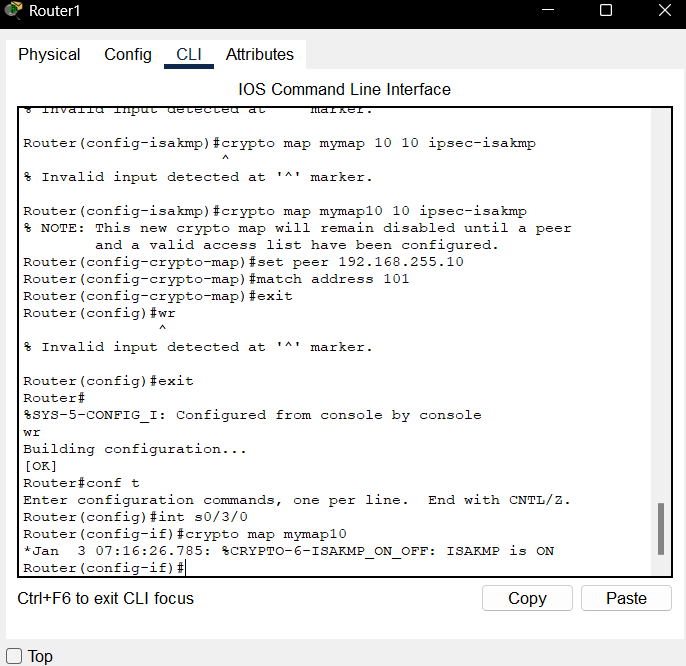 Router1
Physical Config CLI Attributes
IOS Command Line Interface
% Invalid input detected at marker.
Router(config-isakmp)#crypto map mymap 10 10 ipsec-isakmp
^
% Invalid input detected at '^' marker.
Router(config-isakmp)#crypto map mymap10 10 ipsec-isakmp
% NOTE: This new crypto map will remain disabled until a peer
and a valid access list have been configured.
Router(config-crypto-map)#set peer 192.168.255.10
Router(config-crypto-map)#match address 101
Router(config-crypto-map)#exit
Router(config)#wr
^
% Invalid input detected at '^' marker.
Router(config)#exit
Router#
%SYS-5-CONFIG_I: Configured from console by console
wr
Building configuration...
[OK]
Router#conf t
Enter configuration commands, one per line. End with CNTL/Z.
Router(config)#int s0/3/0
Router(config-if)#crypto map mymap10
*Jan 3 07:16:26.785: %CRYPTO-6-ISAKMP_ON_OFF: ISAKMP is ON
Router(config-if)#
Ctrl+F6 to exit CLI focus
Copy Paste
Top